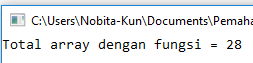 C:\Users\Nobita-Kun\Documents\Pemaha
Total array dengan fungsi = 28